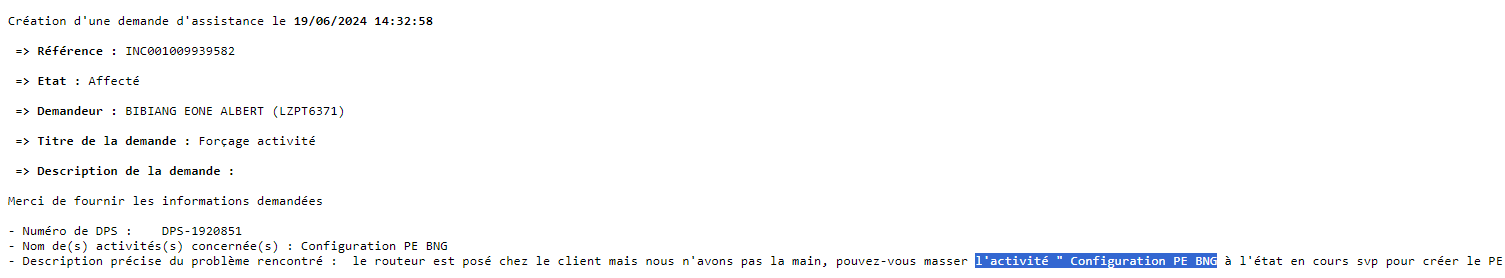 Création d'une demande d'assistance le 19/06/2024 14:32:58
=> Référence : INC001009939582
=> Etat : Affecté
=> Demandeur : BIBIANG EONE ALBERT (LZPT6371)
=> Titre de la demande : Forçage activité
=> Description de la demande :
Merci de fournir les informations demandées
- Numéro de DPS :    DPS-1920851
- Nom de(s) activités(s) concernée(s) : Configuration PE BNG
- Description précise du problème rencontré :  le routeur est posé chez le client mais nous n'avons pas la main, pouvez-vous masser l'activité " Configuration PE BNG à l'état en cours svp pour créer le PE